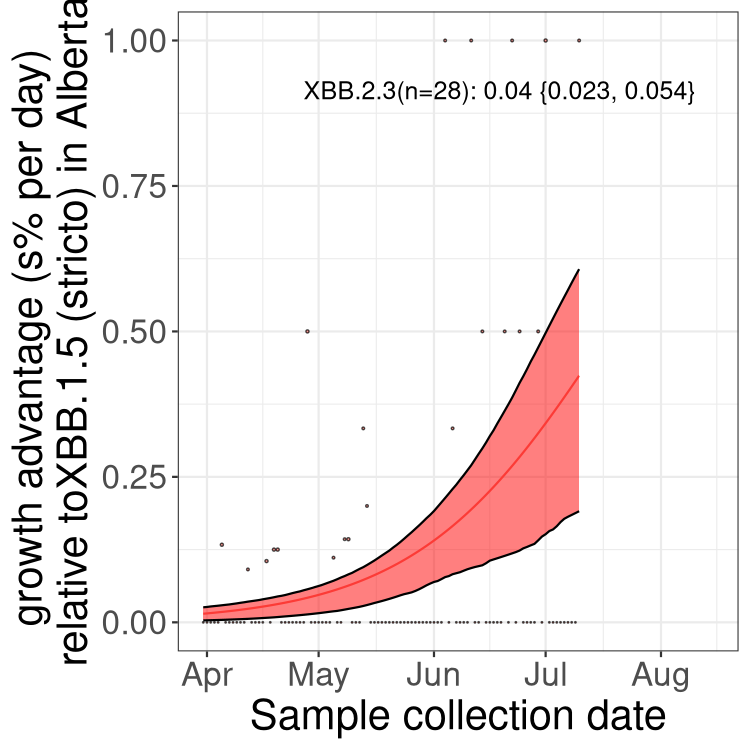 growth advantage (s% per day)
relative toXBB.1.5 (stricto) in Alberta
1.00
0.75
0.50
0.25
0.00
XBB.2.3(n=28): 0.04 {0.023, 0.054}
Apr May Jun Jul Aug
Sample collection date